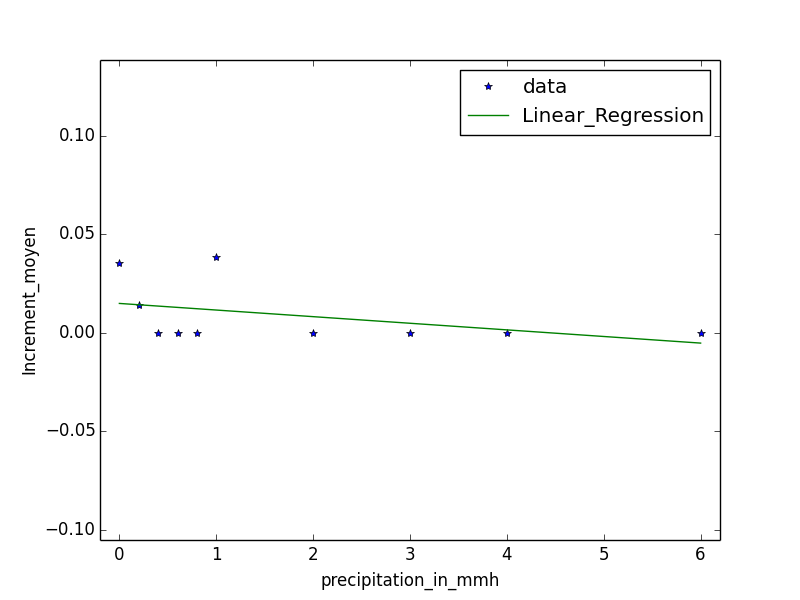 data
Linear_Regression
0.10
0.05
0.00
−0.05
−0.10
Increment_moyen
0 1 2 3 4 5 6
precipitation_in_mmh